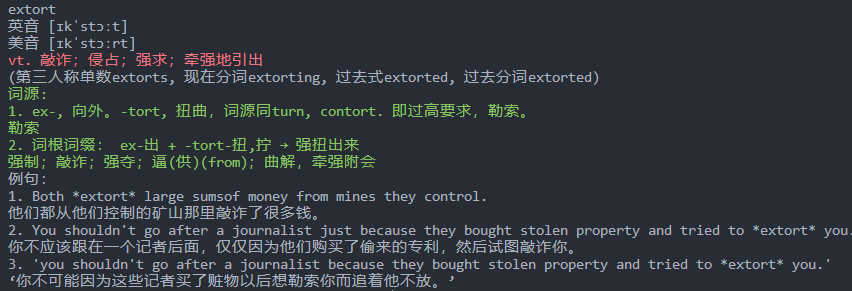 extort
英音 [ɪkˈstɔːt]
美音 [ɪkˈstɔːrt]
vt. 敲诈；侵占；强求；牵强地引出
(第三人称单数extorts, 现在分词extorting, 过去式extorted, 过去分词extorted)
词源：
1. ex-, 向外。-tort, 扭曲，词源同turn, contort. 即过高要求，勒索。
勒索
2. 词根词缀： ex-出 + -tort-扭,拧 → 强扭出来
强制；敲诈；强夺；逼(供)(from)；曲解，牵强附会
例句：
1. Both *extort* large sumsof money from mines they control.
他们都从他们控制的矿山那里敲诈了很多钱。
2. You shouldn't go after a journalist just because they bought stolen property and tried to *extort* you.
你不应该跟在一个记者后面，仅仅因为他们购买了偷来的专利，然后试图敲诈你。
3. 'you shouldn't go after a journalist because they bought stolen property and tried to *extort* you.'
‘你不可能因为这些记者买了赃物以后想勒索你而追着他不放。’